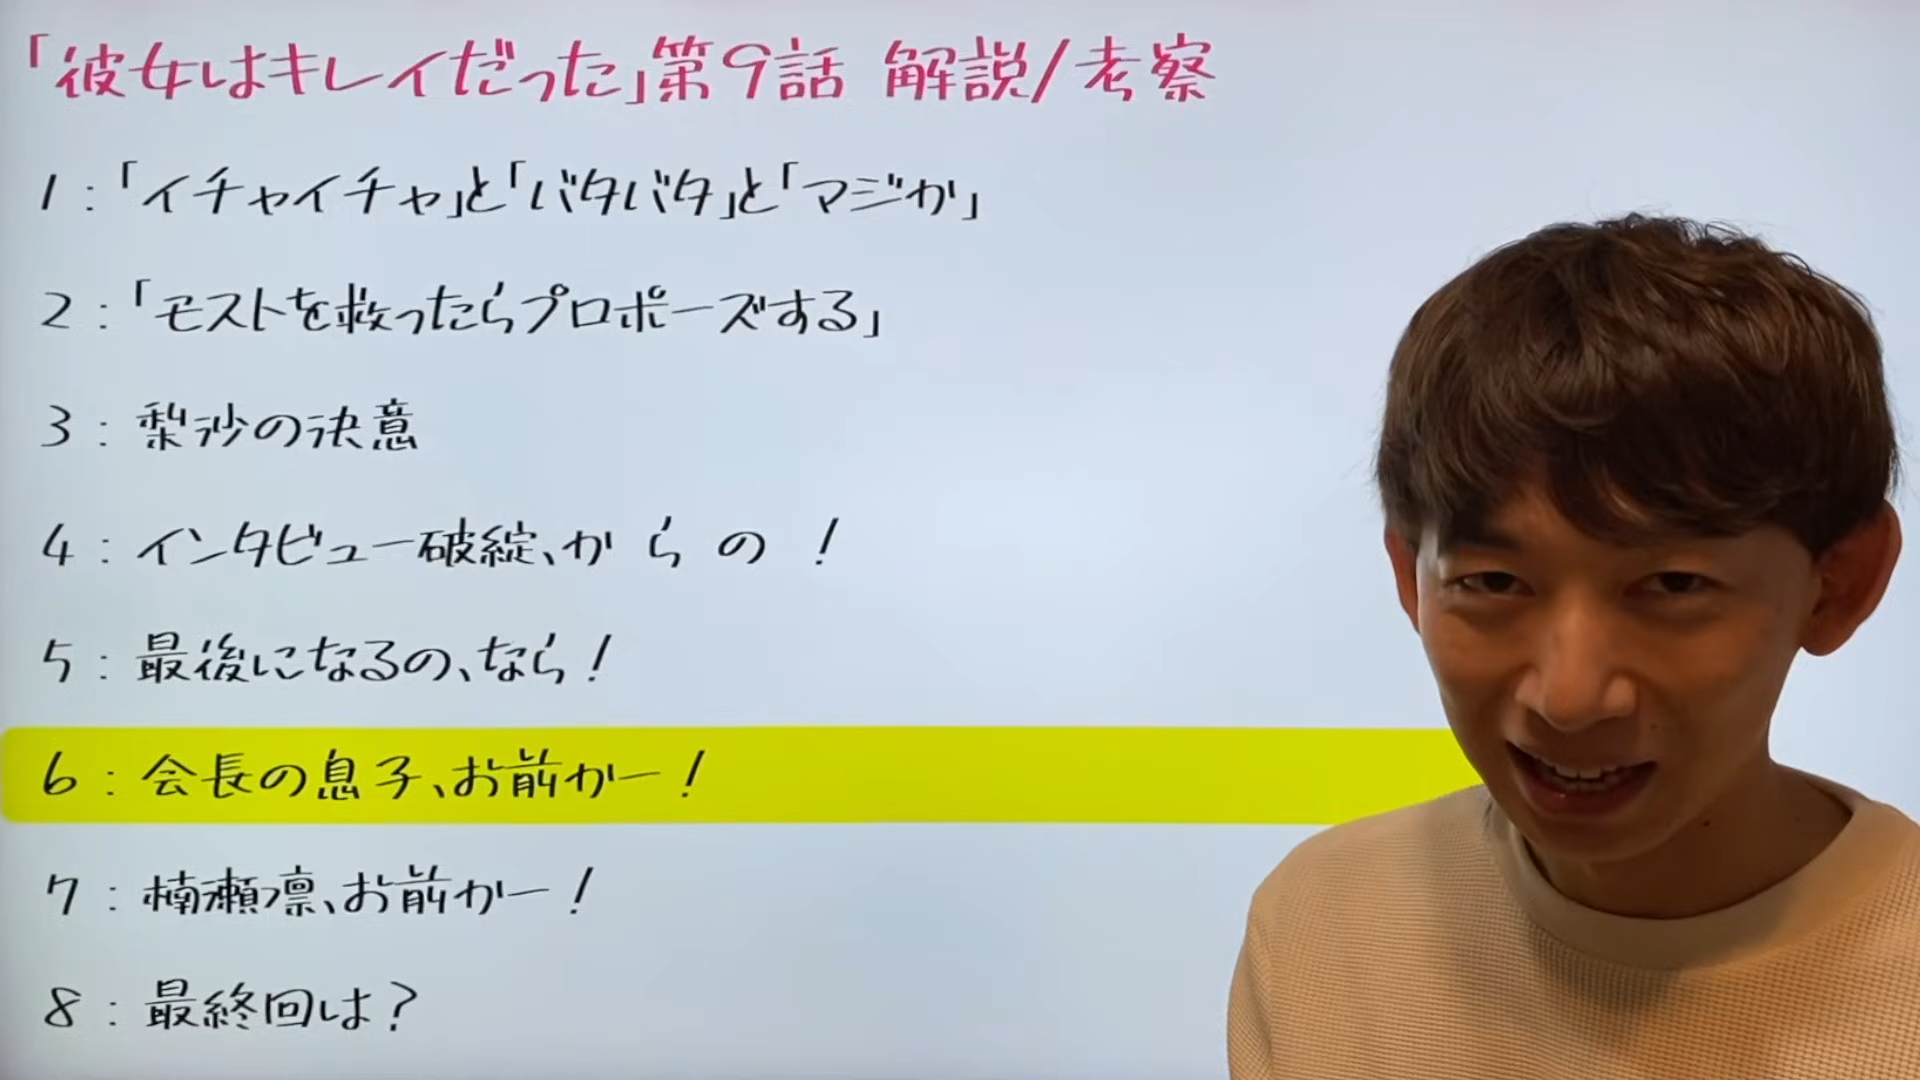 「彼女はキレイだった」第9話 解説/考察
1:「イチャイチャ」と「バタバタ」と「マジか」
2:「モストを救ったらプロポーズする」
3:梨沙の決意
4:インタビュー破綻、からの!
5:最後になるの、なら!
6:会長の息子、お前かー!
7:楠瀬凛、お前かー!
8:最終回は?